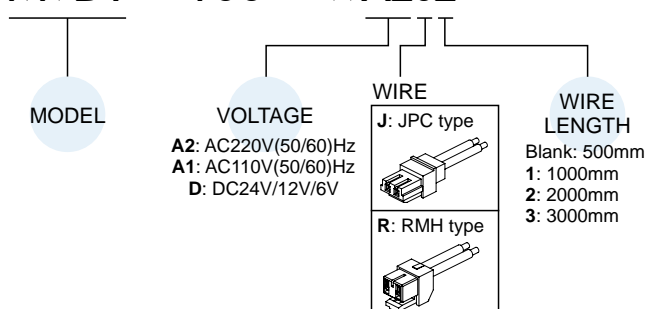 MODEL
VOLTAGE
A2: AC220V(50/60)Hz
A1: AC110V(50/60)Hz
D: DC24V/12V/6V
WIRE
J: JPC type
R: RMH type
WIRE
LENGTH
Blank: 500mm
1: 1000mm
2: 2000mm
3: 3000mm